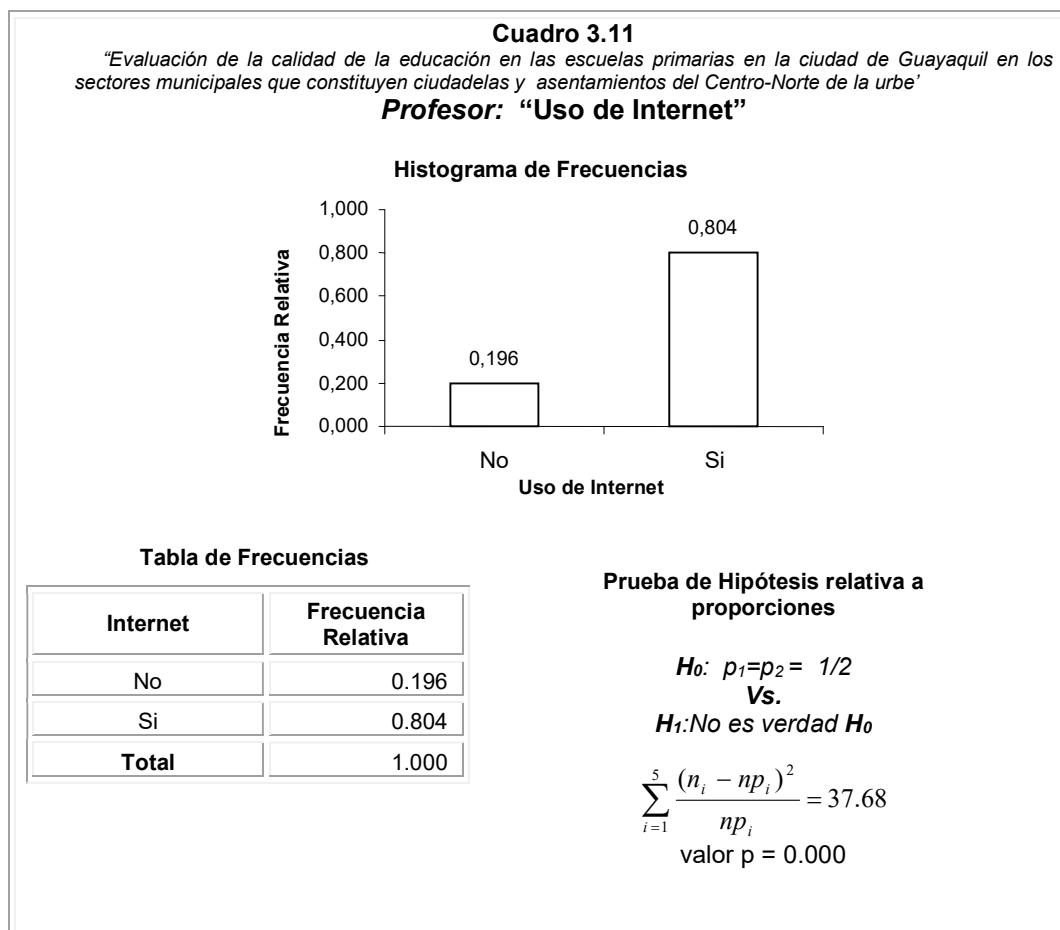 Cuadro 3.11
“Evaluación de la calidad de la educación en las escuelas primarias en la ciudad de Guayaquil en los
sectores municipales que constituyen ciudadelas y asentamientos del Centro-Norte de la urbe’
Profesor: “Uso de Internet”
Histograma de Frecuencias
Frecuencia Relativa
1,000
0,800
0,600
0,400
0,200
0,000
0,196
0,804
No
Si
Uso de Internet
Tabla de Frecuencias
Internet Frecuencia
Relativa
No 0.196
Si 0.804
Total 1.000
Prueba de Hipótesis relativa a
proporciones
H0: p1=p2 = 1/2
Vs.
H1:No es verdad H0
∑ i=1 5 (ni − npi)2 / npi = 37.68
valor p = 0.000